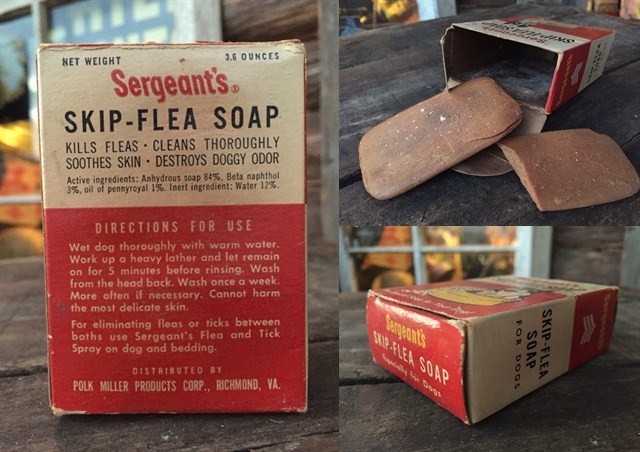 NET WEIGHT 3.6 OUNCES
Sergeant's®
SKIP-FLEA SOAP
KILLS FLEAS · CLEANS THOROUGHLY
SOOTHES SKIN · DESTROYS DOGGY ODOR
Active ingredients: Anhydrous soap 84%, Beta naphthol
3%, oil of pennyroyal 1%. Inert ingredient: Water 12%.
DIRECTIONS FOR USE
Wet dog thoroughly with warm water.
Work up a heavy lather and let remain
on for 5 minutes before rinsing. Wash
from the head back. Wash once a week.
More often if necessary. Cannot harm
the most delicate skin.
For eliminating fleas or ticks between
baths use Sergeant's Flea and Tick
Spray on dog and bedding.
DISTRIBUTED BY
POLK MILLER PRODUCTS CORP., RICHMOND, VA.
Sergeant's
SKIP-FLEA SOAP
Especially for Dogs
SKIP-FLEA
SOAP
FOR DOGS